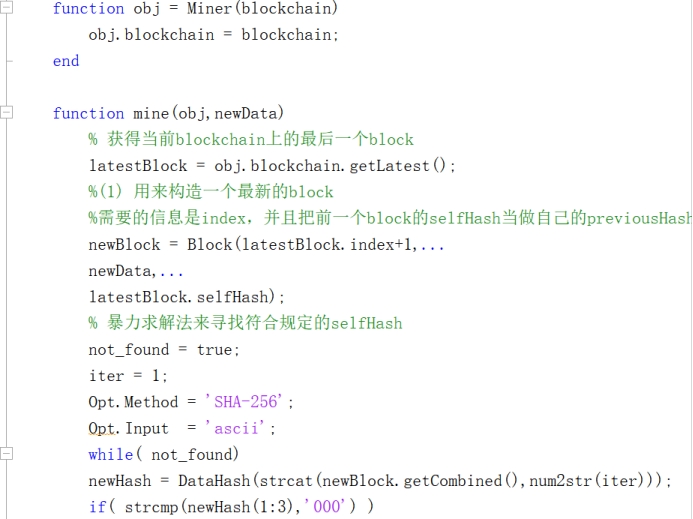 function obj = Miner(blockchain)
obj.blockchain = blockchain;
end
function mine(obj,newData)
% 获得当前blockchain上的最后一个block
latestBlock = obj.blockchain.getLatest();
%(1) 用来构造一个最新的block
%需要的信息是index，并且把前一个block的selfHash当做自己的previousHash
newBlock = Block(latestBlock.index+1,...
newData,...
latestBlock.selfHash);
% 暴力求解法来寻找符合规定的selfHash
not_found = true;
iter = 1;
Opt.Method = 'SHA-256';
Opt.Input  = 'ascii';
while( not_found)
newHash = DataHash(strcat(newBlock.getCombined(),num2str(iter)));
if( strcmp(newHash(1:3),'000') )